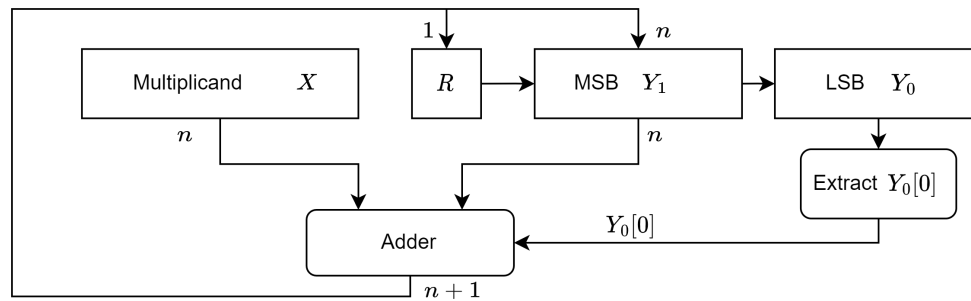 1
n
Multiplicand X
R
MSB Y₁
LSB Y₀
n
n
Extract Y₀[0]
Y₀[0]
Adder
n + 1